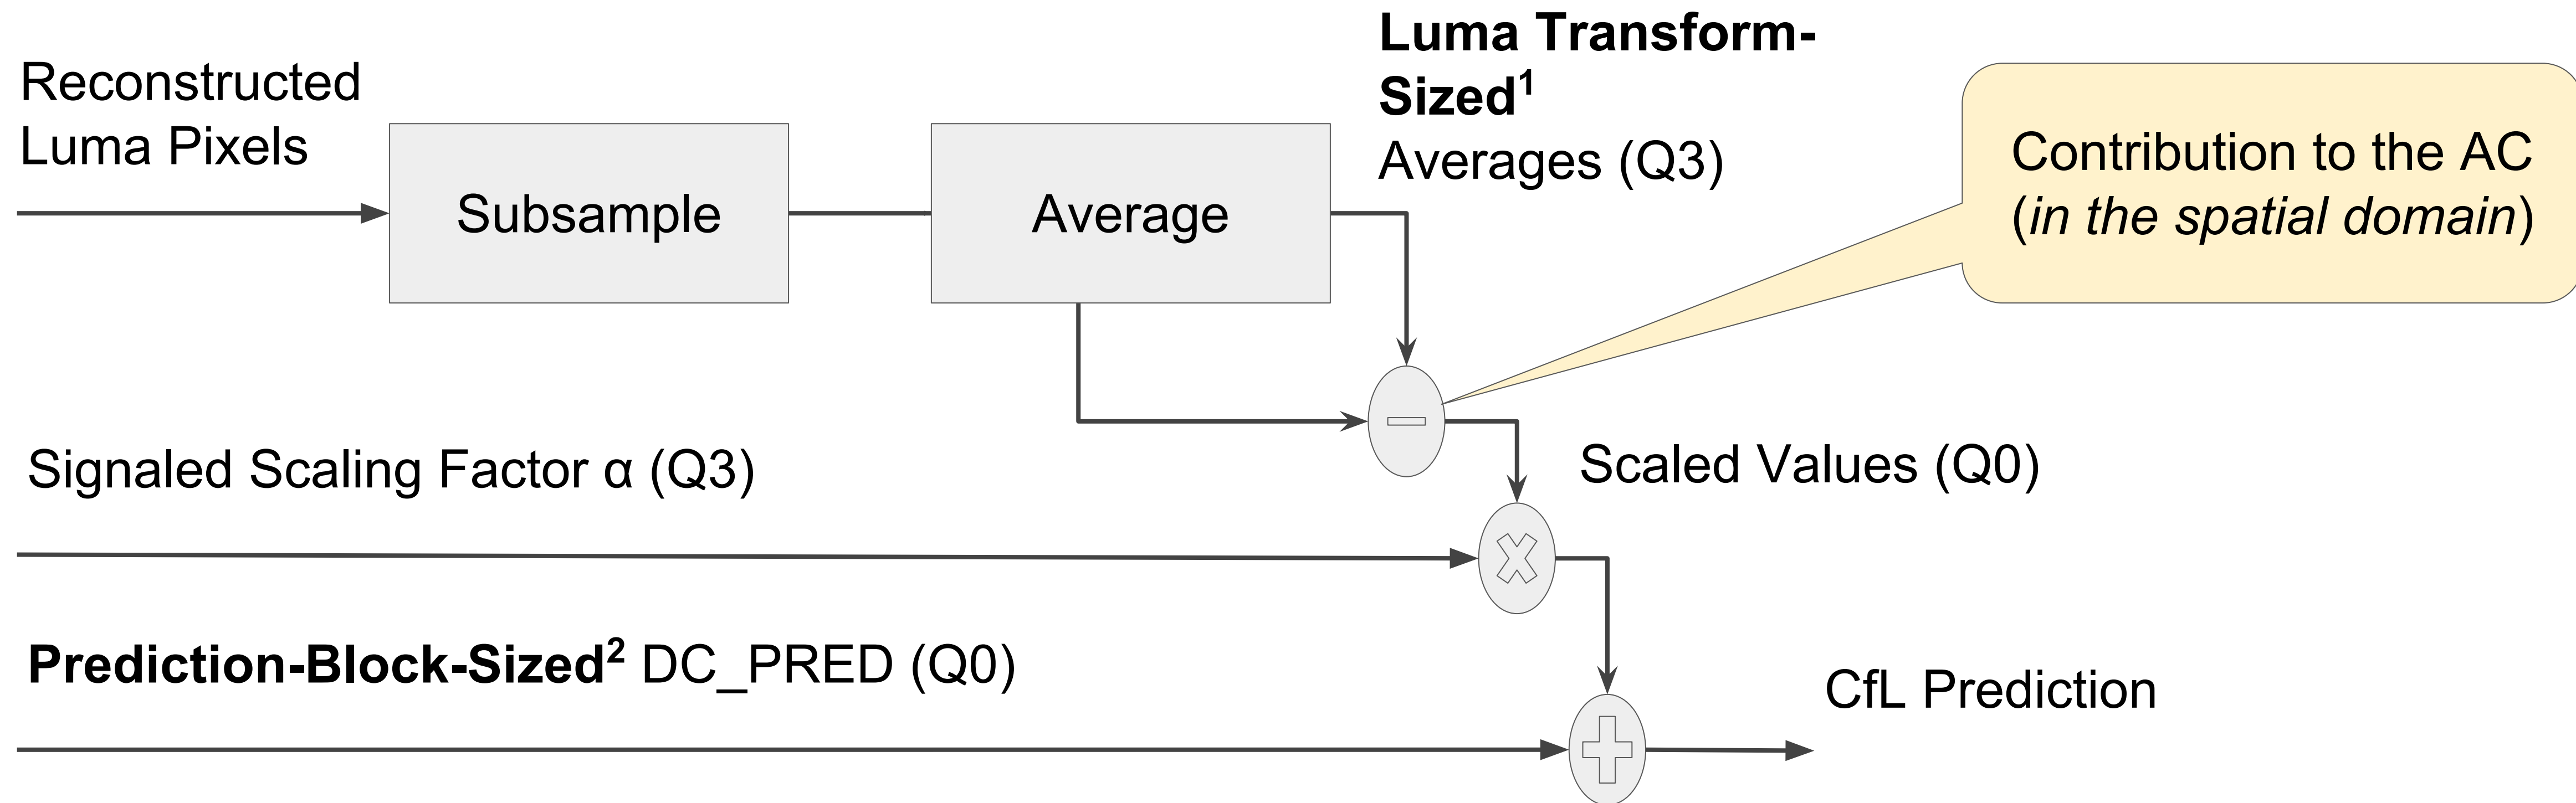 Luma Transform-
Sized¹
Averages (Q3)
Reconstructed
Luma Pixels
Subsample
Average
Contribution to the AC
(in the spatial domain)
Signaled Scaling Factor α (Q3)
Scaled Values (Q0)
Prediction-Block-Sized² DC_PRED (Q0)
CfL Prediction